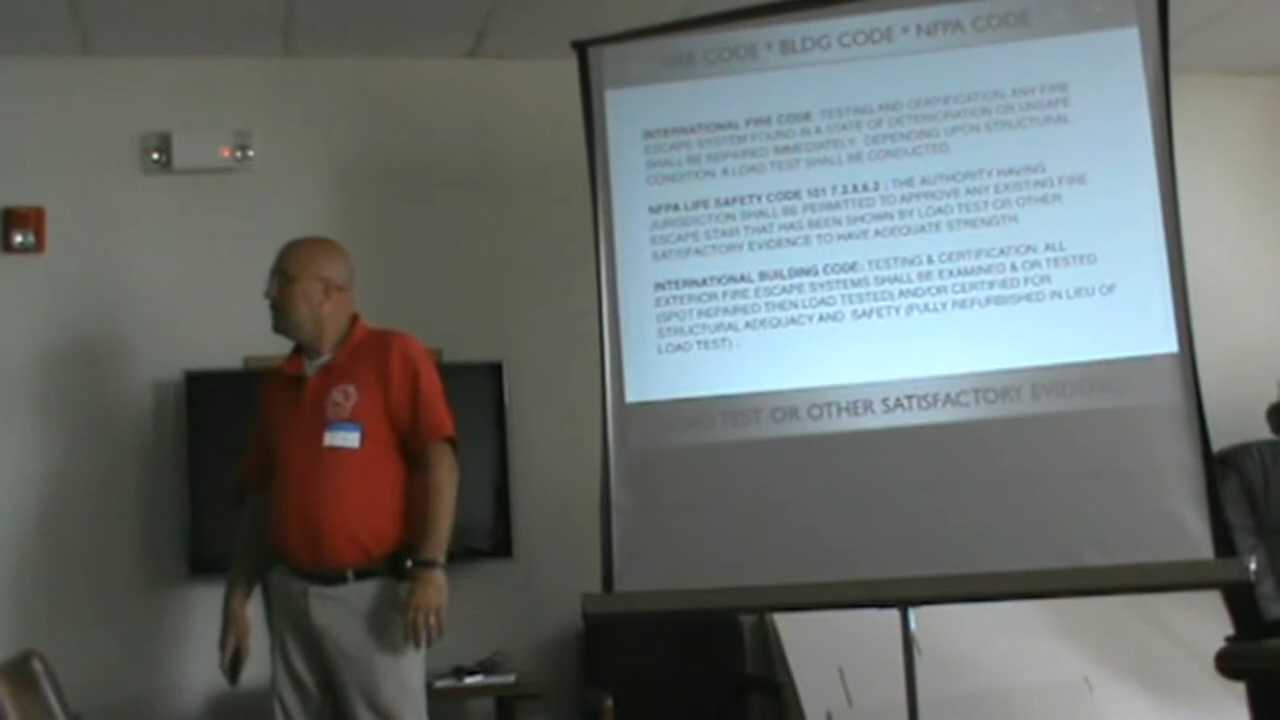 FIRE CODE * BLDG CODE * NFPA CODE
INTERNATIONAL FIRE CODE: TESTING AND CERTIFICATION: ANY FIRE
ESCAPE SYSTEM FOUND IN A STATE OF DETERIORATION OR UNSAFE
SHALL BE REPAIRED IMMEDIATELY. DEPENDING UPON STRUCTURAL
CONDITION, A LOAD TEST SHALL BE CONDUCTED.
NFPA LIFE SAFETY CODE 101 7.2.8.6.2 : THE AUTHORITY HAVING
JURISDICTION SHALL BE PERMITTED TO APPROVE ANY EXISTING FIRE
ESCAPE STAIR THAT HAS BEEN SHOWN BY LOAD TEST OR OTHER
SATISFACTORY EVIDENCE TO HAVE ADEQUATE STRENGTH.
INTERNATIONAL BUILDING CODE: TESTING & CERTIFICATION: ALL
EXTERIOR FIRE ESCAPE SYSTEMS SHALL BE EXAMINED & OR TESTED
(SPOT REPAIRED THEN LOAD TESTED) AND/OR CERTIFIED FOR
STRUCTURAL ADEQUACY AND SAFETY (FULLY REFURBISHED IN LIEU OF
LOAD TEST) .
LOAD TEST OR OTHER SATISFACTORY EVIDENCE